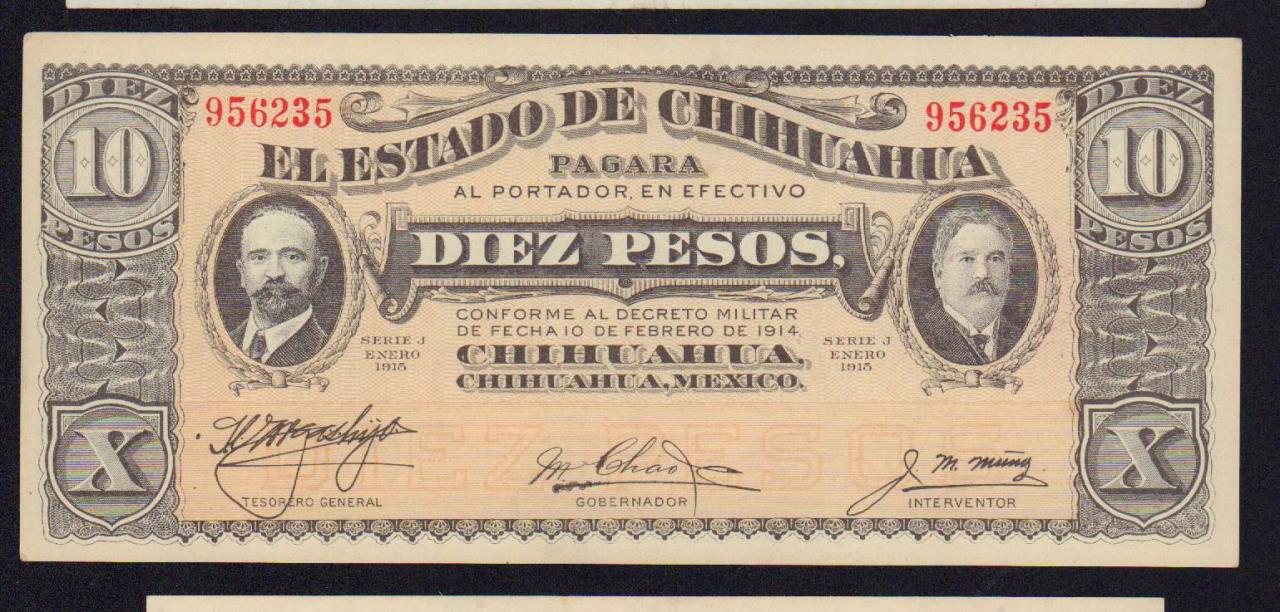 DIEZ
10
PESOS
956235
EL ESTADO DE CHIHUAHUA
956235
DIEZ
10
PESOS
PAGARA
AL PORTADOR, EN EFECTIVO
DIEZ PESOS,
CONFORME AL DECRETO MILITAR
DE FECHA 10 DE FEBRERO DE 1914
CHIHUAHUA,
CHIHUAHUA, MEXICO.
SERIE J
ENERO
1915
SERIE J
ENERO
1915
X
DIEZ PESOS
X
M. Chao
J. M. Muñoz
TESORERO GENERAL
GOBERNADOR
INTERVENTOR